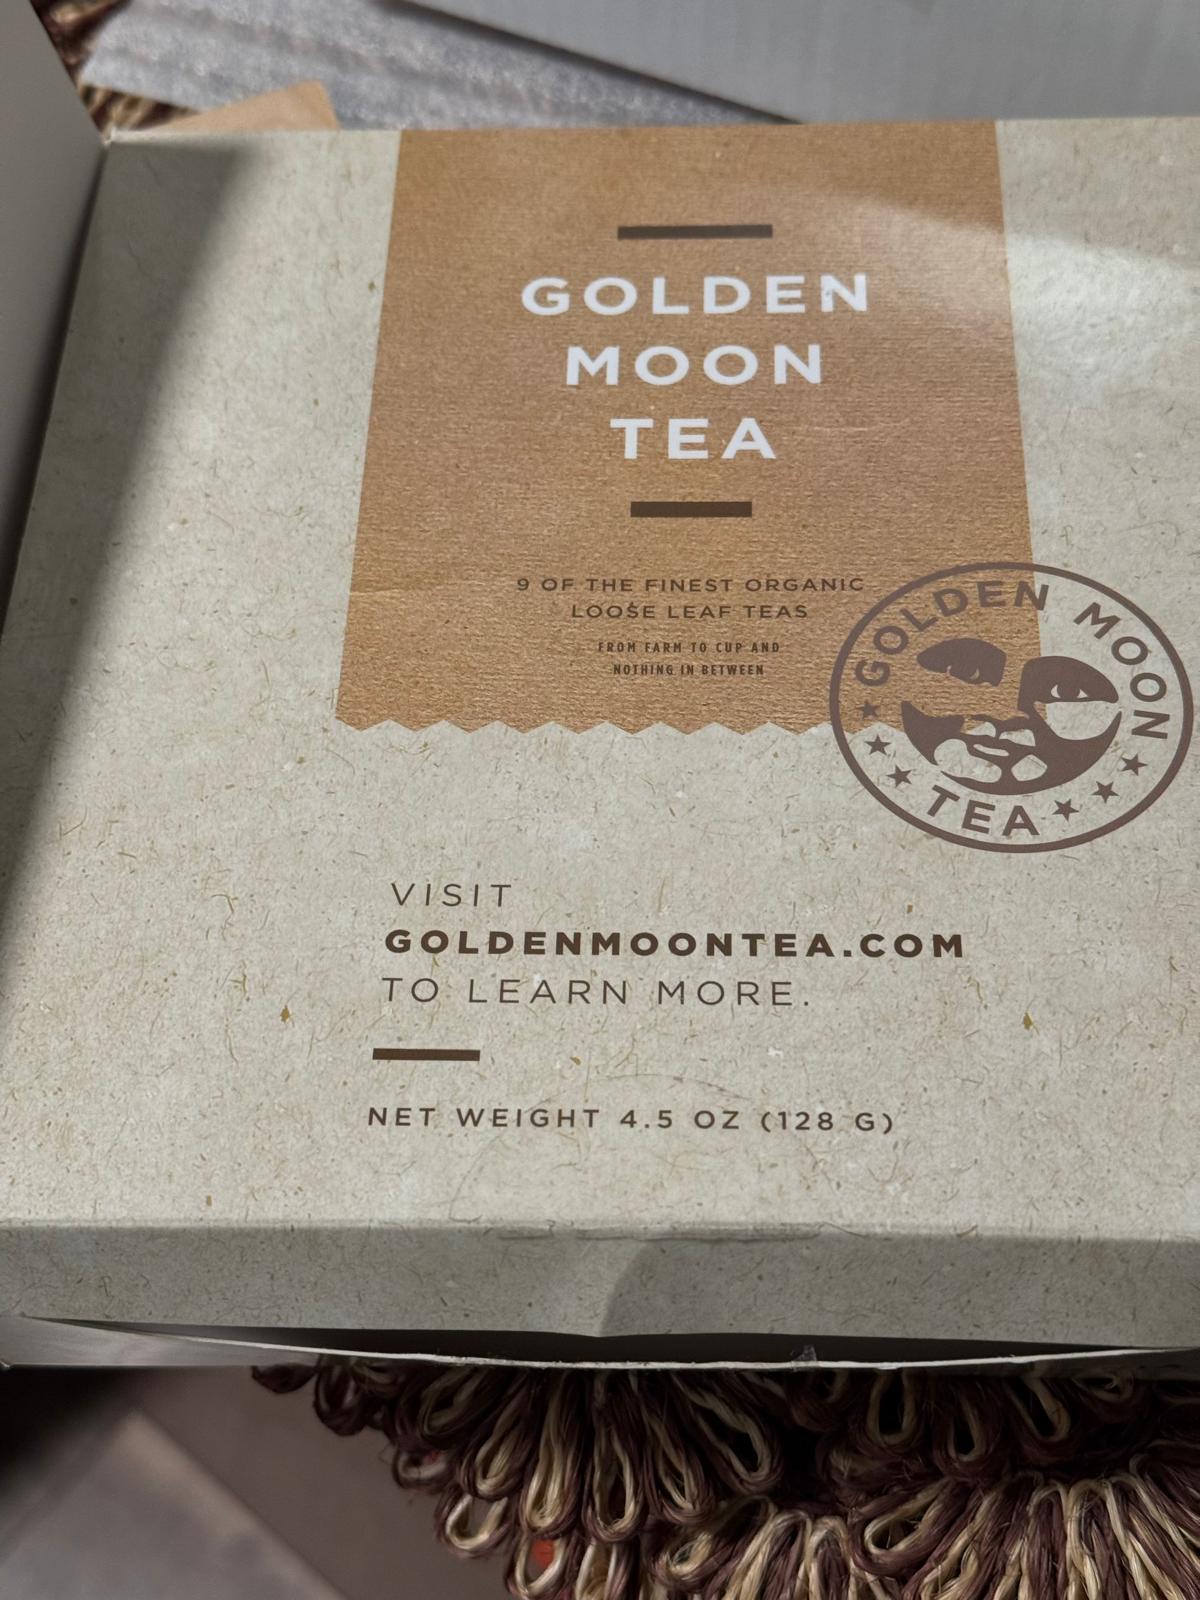 GOLDEN
MOON
TEA
9 OF THE FINEST ORGANIC
LOOSE LEAF TEAS
FROM FARM TO CUP AND
NOTHING IN BETWEEN
GOLDEN MOON
TEA
VISIT
GOLDENMOONTEA.COM
TO LEARN MORE.
NET WEIGHT 4.5 OZ (128 G)